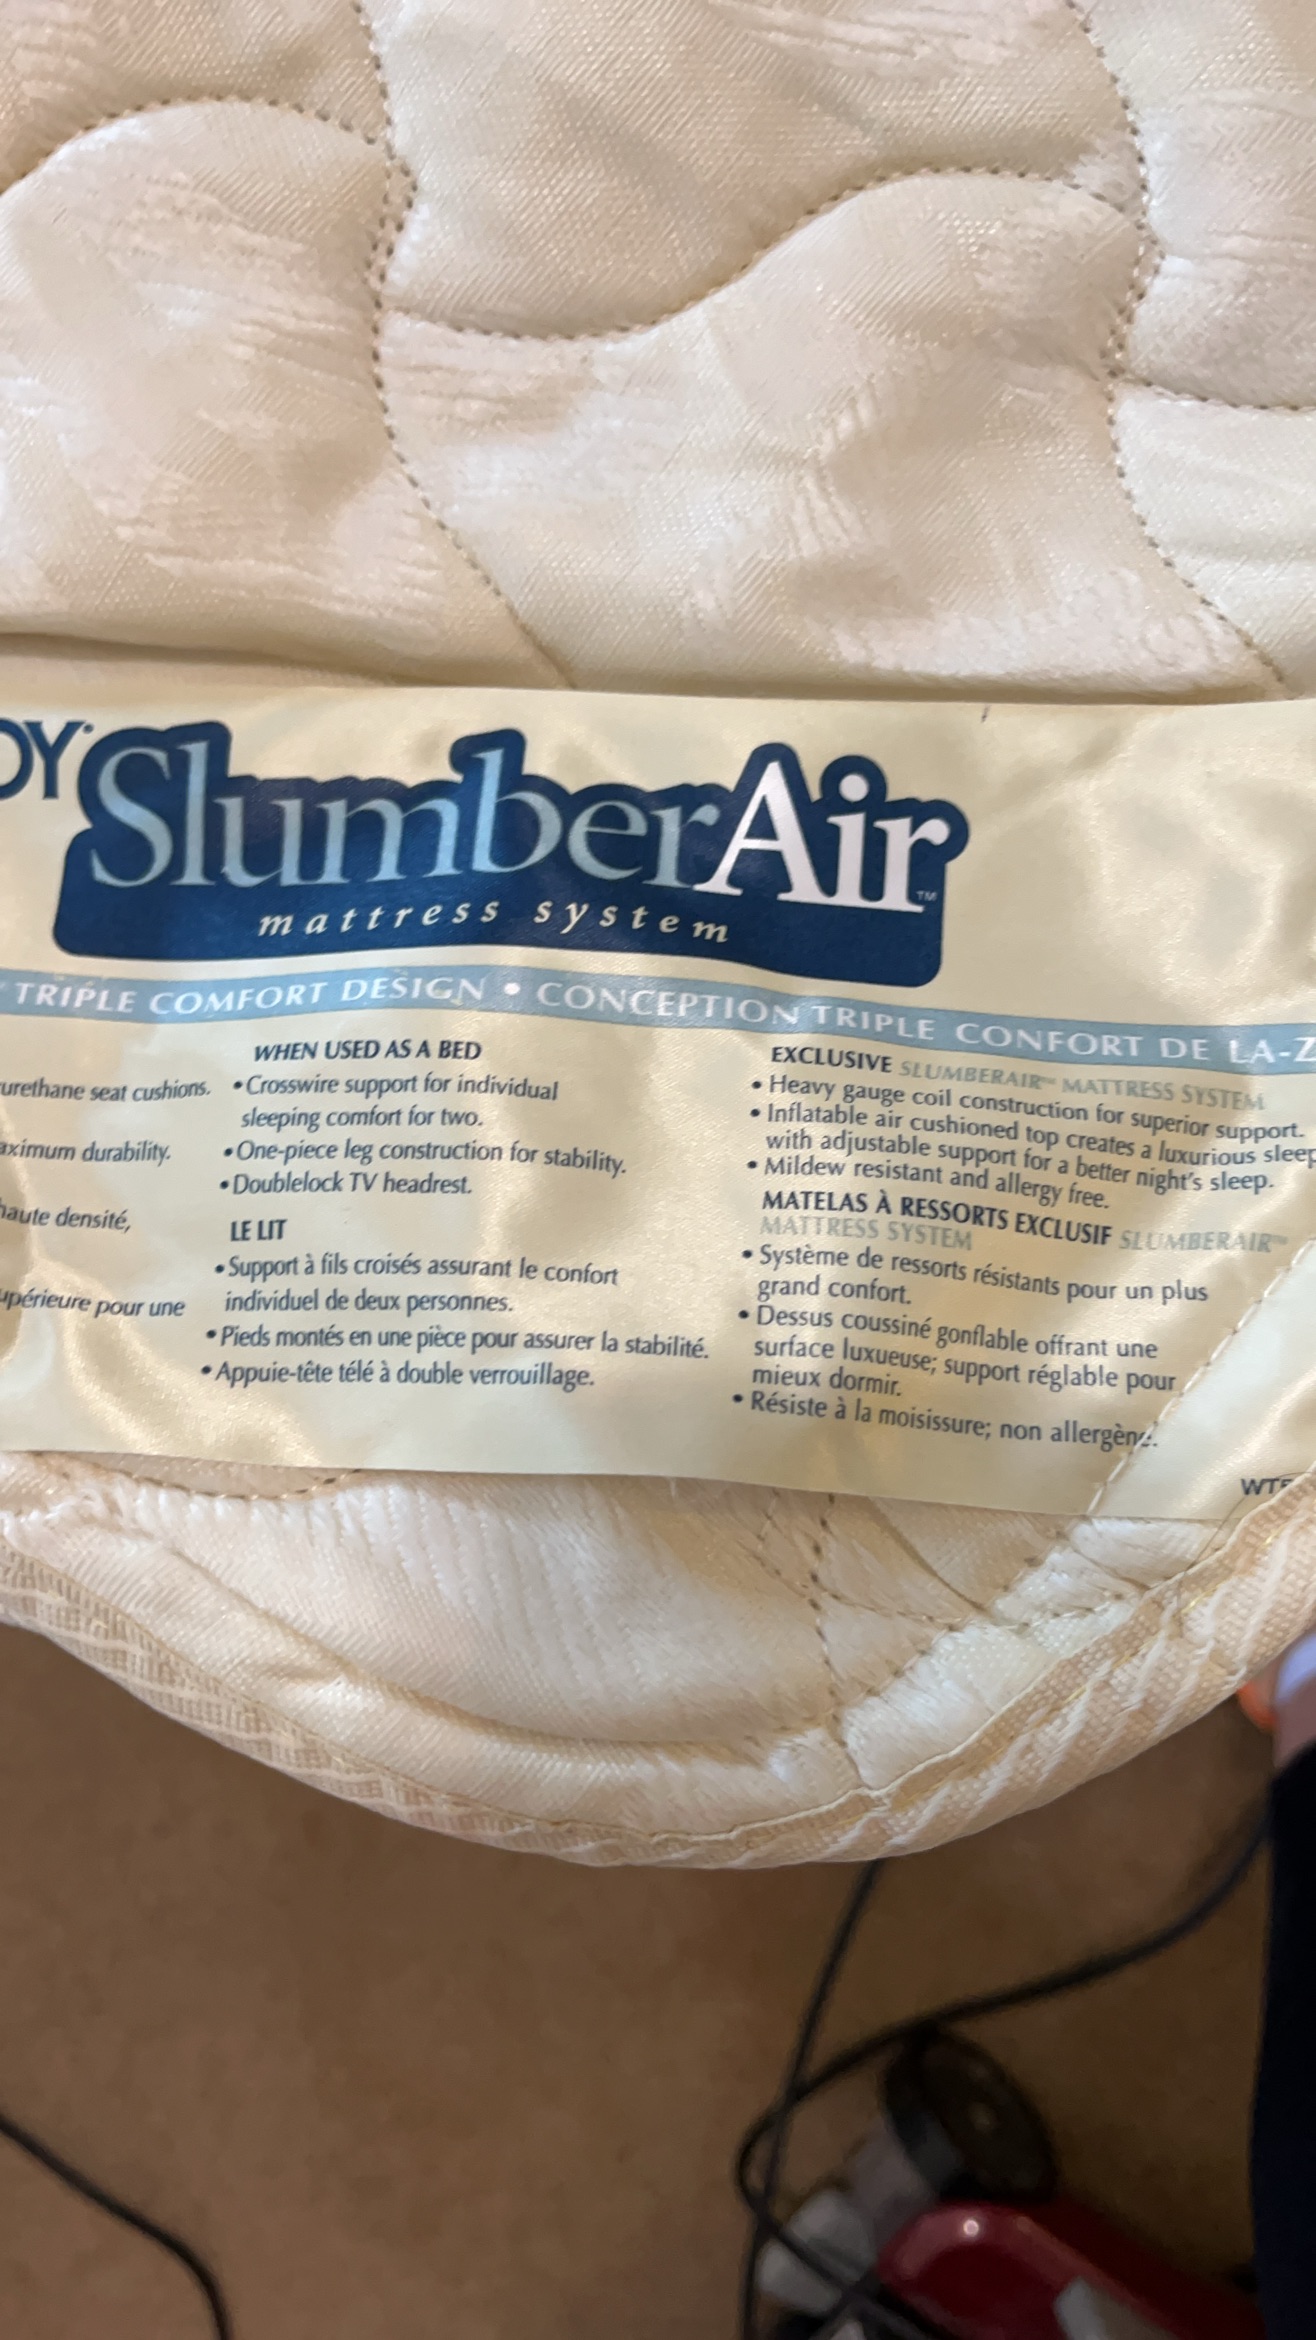 OY SlumberAir™
mattress system
TRIPLE COMFORT DESIGN • CONCEPTION TRIPLE CONFORT DE LA-Z
urethane seat cushions.
aximum durability.
haute densité,
upérieure pour une
WHEN USED AS A BED
• Crosswire support for individual
sleeping comfort for two.
• One-piece leg construction for stability.
• Doublelock TV headrest.
LE LIT
• Support à fils croisés assurant le confort
individuel de deux personnes.
• Pieds montés en une pièce pour assurer la stabilité.
• Appuie-tête télé à double verrouillage.
EXCLUSIVE SLUMBERAIR™ MATTRESS SYSTEM
• Heavy gauge coil construction for superior support.
• Inflatable air cushioned top creates a luxurious sleep
with adjustable support for a better night's sleep.
• Mildew resistant and allergy free.
MATELAS À RESSORTS EXCLUSIF SLUMBERAIR™
MATTRESS SYSTEM
• Système de ressorts résistants pour un plus
grand confort.
• Dessus coussiné gonflable offrant une
surface luxueuse; support réglable pour
mieux dormir.
• Résiste à la moisissure; non allergène.
WTF